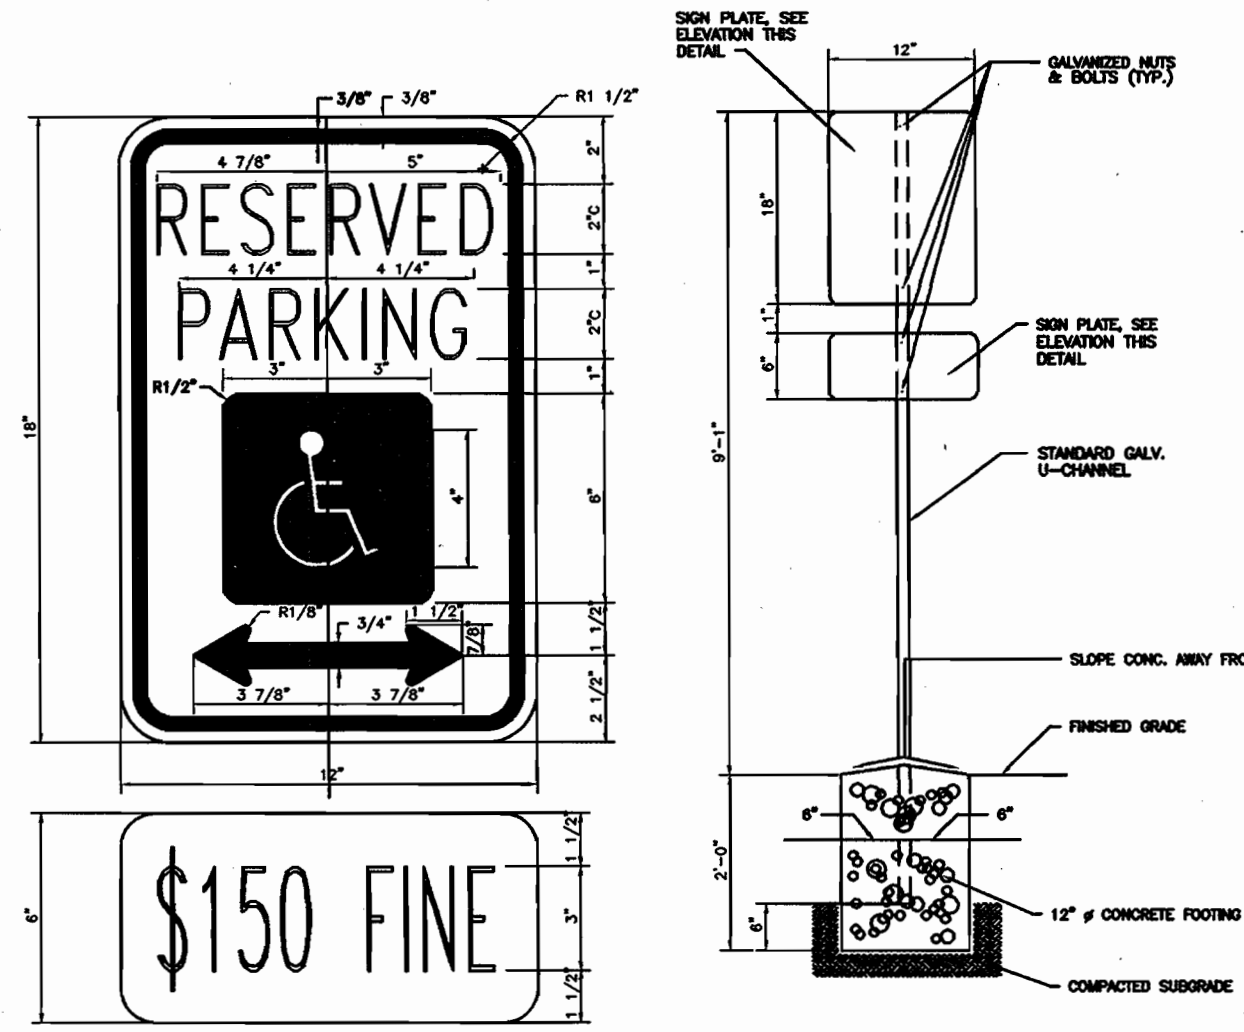 SIGN PLATE, SEE
ELEVATION THIS
DETAIL
12"
GALVANIZED NUTS
& BOLTS (TYP.)
3/8" 3/8"
R1 1/2"
4 7/8" 5"
2"
RESERVED
2"C
4 1/4" 4 1/4"
1"
PARKING
2"C
3" 3"
1"
R1/2"
18"
4"
6"
R1/8"
3/4"
1 1/2"
7/8"
1 1/2"
3 7/8" 3 7/8"
2 1/2"
12"
$150 FINE
6"
1 1/2"
3"
1 1/2"
18"
1"
6"
SIGN PLATE, SEE
ELEVATION THIS
DETAIL
9'-1"
STANDARD GALV.
U-CHANNEL
SLOPE CONC. AWAY FRO
FINISHED GRADE
6"
2'-0"
6"
12" ø CONCRETE FOOTING
COMPACTED SUBGRADE